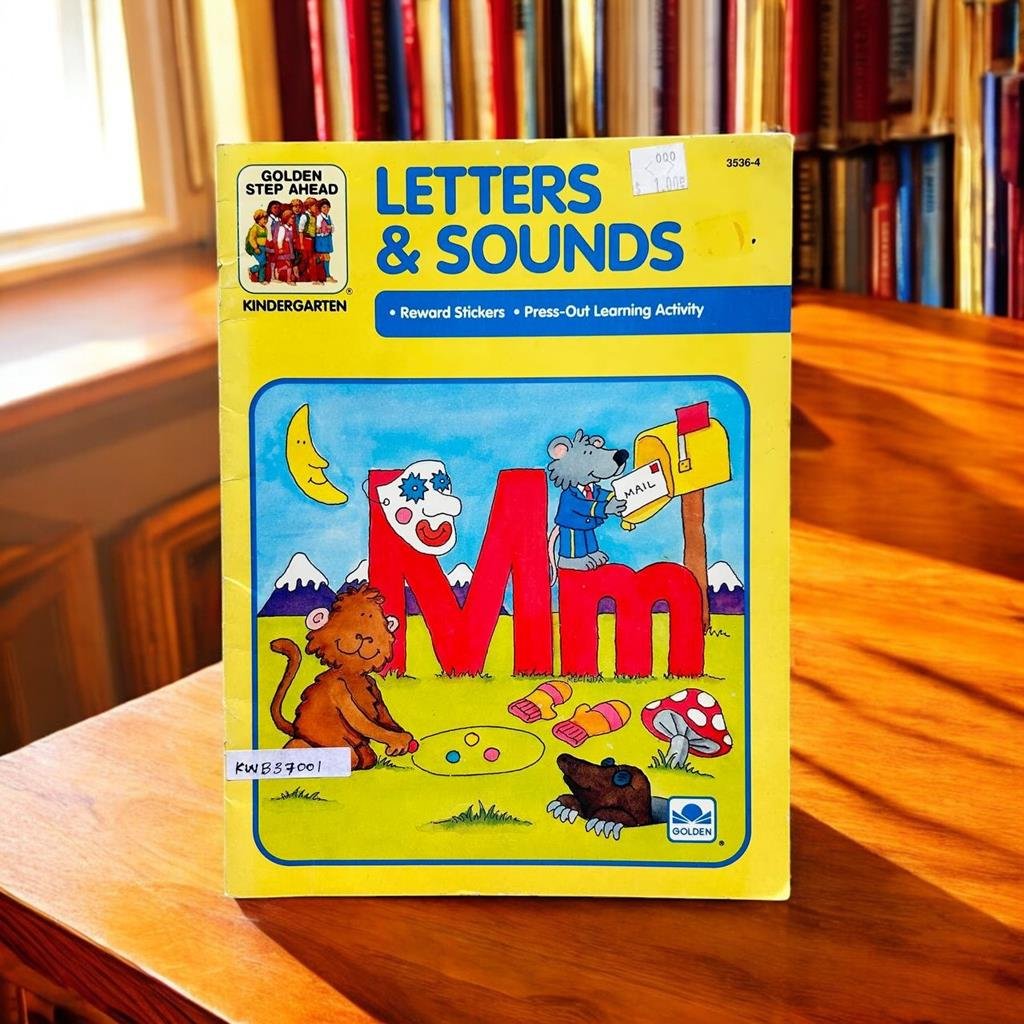 GOLDEN
STEP AHEAD
KINDERGARTEN
LETTERS
& SOUNDS
3536-4
• Reward Stickers • Press-Out Learning Activity
Mm
MAIL
KWB37001
GOLDEN